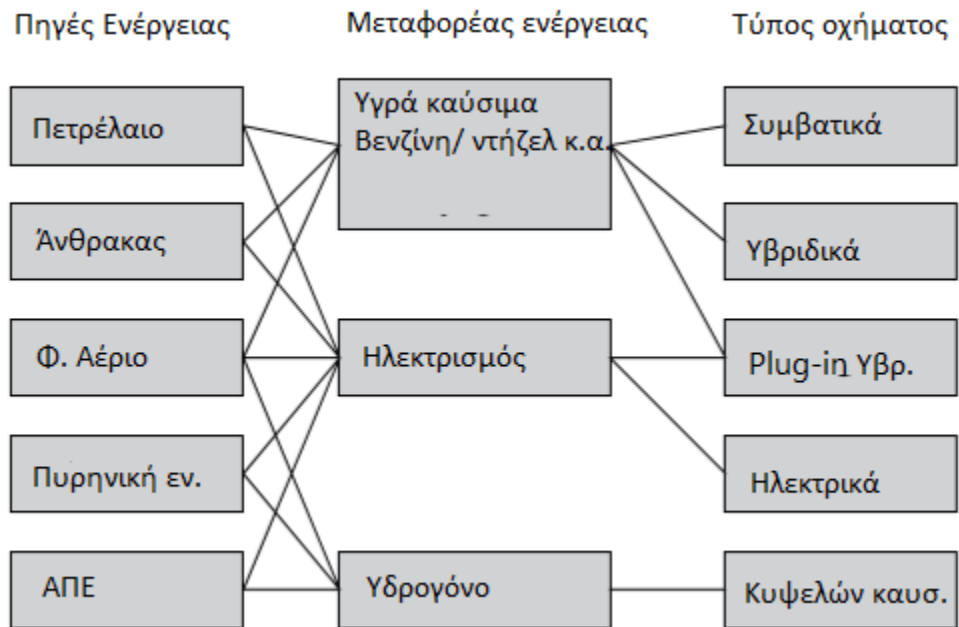 Πηγές Ενέργειας
Μεταφορέας ενέργειας
Τύπος οχήματος
Πετρέλαιο
Άνθρακας
Φ. Αέριο
Πυρηνική εν.
ΑΠΕ
Υγρά καύσιμα
Βενζίνη/ ντήζελ κ.α.
Ηλεκτρισμός
Υδρογόνο
Συμβατικά
Υβριδικά
Plug-in Υβρ.
Ηλεκτρικά
Κυψελών καυσ.